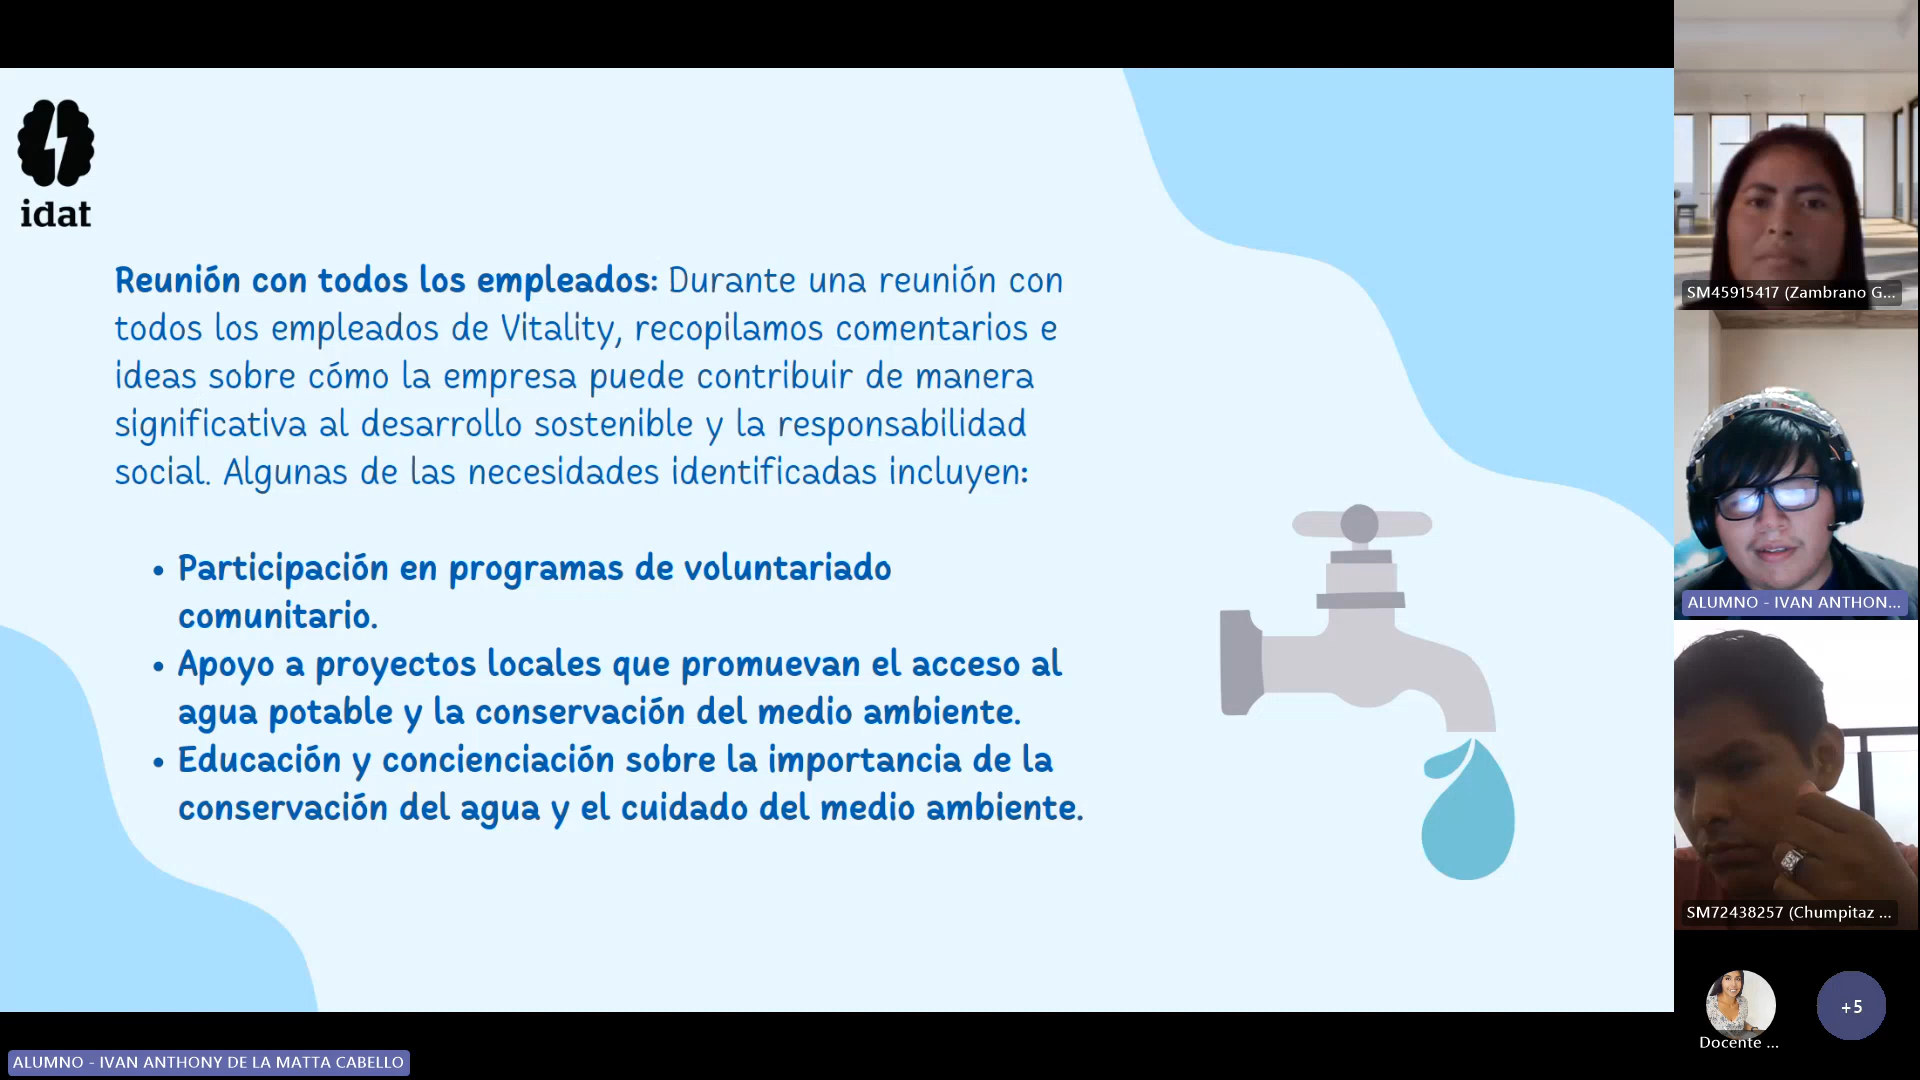 idat
Reunión con todos los empleados: Durante una reunión con
todos los empleados de Vitality, recopilamos comentarios e
ideas sobre cómo la empresa puede contribuir de manera
significativa al desarrollo sostenible y la responsabilidad
social. Algunas de las necesidades identificadas incluyen:
• Participación en programas de voluntariado
comunitario.
• Apoyo a proyectos locales que promuevan el acceso al
agua potable y la conservación del medio ambiente.
• Educación y concienciación sobre la importancia de la
conservación del agua y el cuidado del medio ambiente.
SM45915417 (Zambrano G...
ALUMNO - IVAN ANTHON...
SM72438257 (Chumpitaz ...
Docente ...
+5
ALUMNO - IVAN ANTHONY DE LA MATTA CABELLO